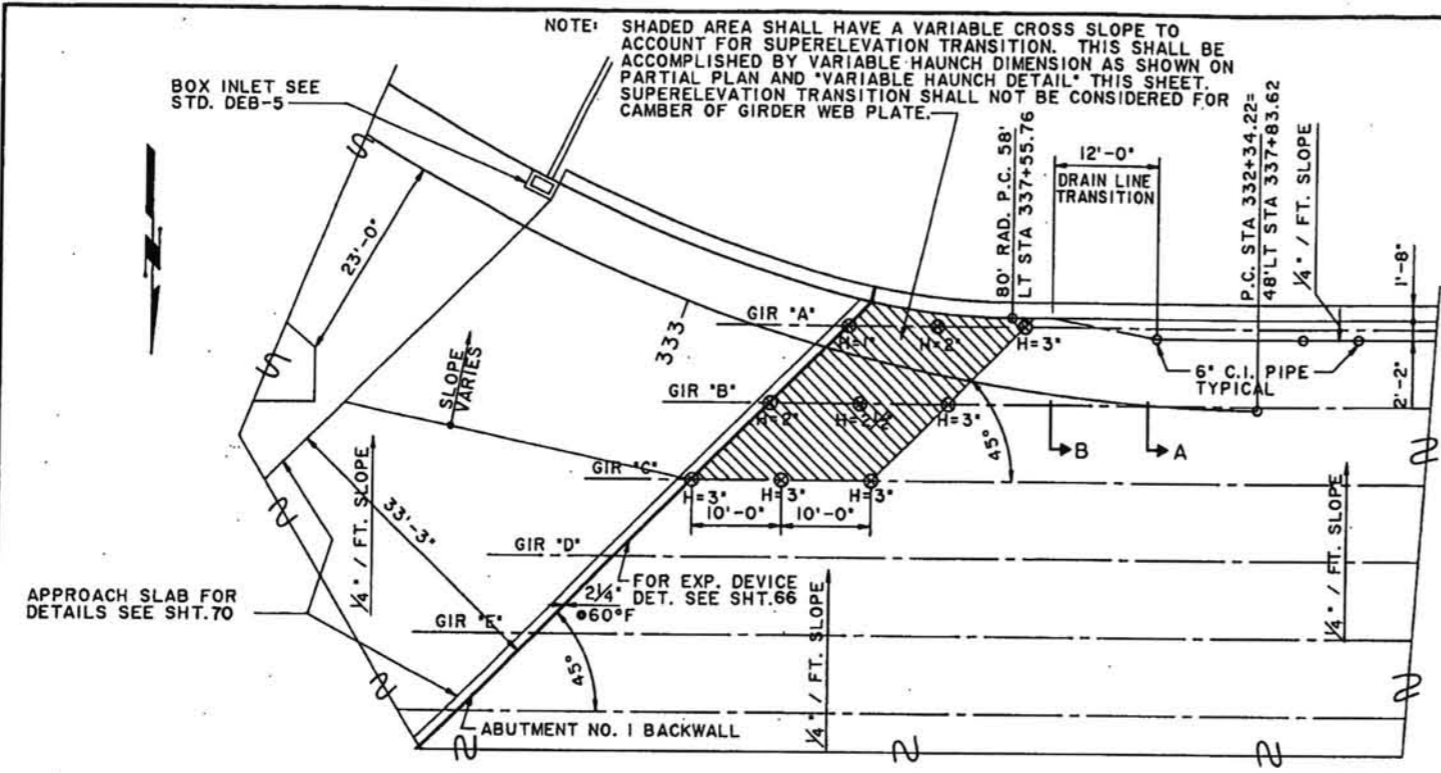 NOTE: SHADED AREA SHALL HAVE A VARIABLE CROSS SLOPE TO
ACCOUNT FOR SUPERELEVATION TRANSITION. THIS SHALL BE
ACCOMPLISHED BY VARIABLE HAUNCH DIMENSION AS SHOWN ON
PARTIAL PLAN AND "VARIABLE HAUNCH DETAIL" THIS SHEET.
SUPERELEVATION TRANSITION SHALL NOT BE CONSIDERED FOR
CAMBER OF GIRDER WEB PLATE.
BOX INLET SEE
STD. DEB-5
80' RAD. P.C. 58'
LT STA 337+55.76
12'-0"
DRAIN LINE
TRANSITION
P.C. STA 332+34.22=
48'LT STA 337+83.62
1/4" / FT. SLOPE
1'-8"
2'-2"
23'-0"
333
GIR "A"
H=1"
H=2"
H=3"
6" C.I. PIPE
TYPICAL
SLOPE
VARIES
GIR "B"
H=2"
H=2 1/2"
H=3"
45°
B
A
GIR "C"
H=3"
H=3"
H=3"
10'-0"
10'-0"
1/4" / FT. SLOPE
33'-3"
1/4" / FT. SLOPE
GIR "D"
FOR EXP. DEVICE
DET. SEE SHT.66
2 1/4"
@60°F
APPROACH SLAB FOR
DETAILS SEE SHT.70
GIR "E"
45°
1/4" / FT. SLOPE
ABUTMENT NO. 1 BACKWALL